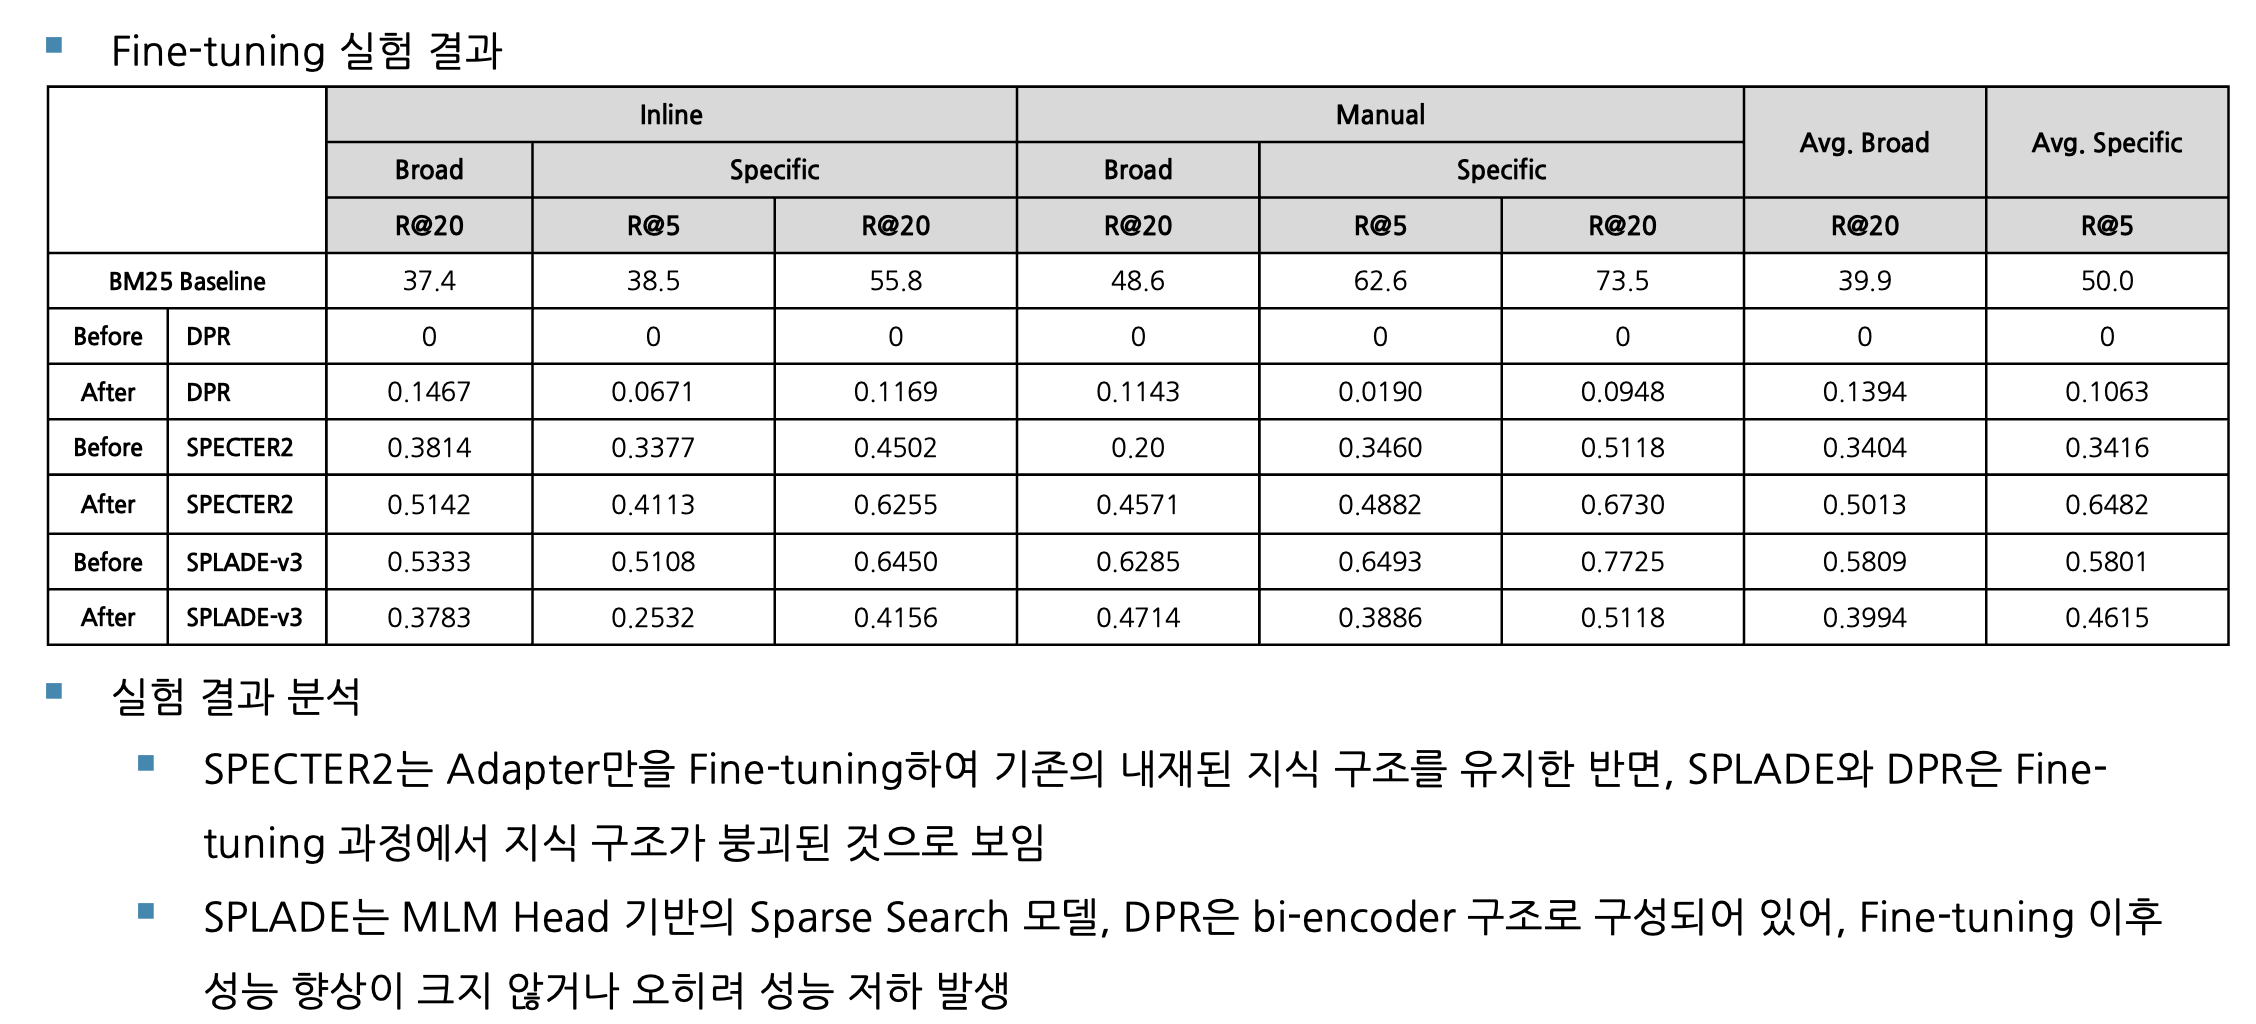 Fine-tuning 실험 결과
Inline Manual Avg. Broad Avg. Specific
Broad Specific Broad Specific
R@20 R@5 R@20 R@20 R@5 R@20 R@20 R@5
BM25 Baseline 37.4 38.5 55.8 48.6 62.6 73.5 39.9 50.0
Before DPR 0 0 0 0 0 0 0 0
After DPR 0.1467 0.0671 0.1169 0.1143 0.0190 0.0948 0.1394 0.1063
Before SPECTER2 0.3814 0.3377 0.4502 0.20 0.3460 0.5118 0.3404 0.3416
After SPECTER2 0.5142 0.4113 0.6255 0.4571 0.4882 0.6730 0.5013 0.6482
Before SPLADE-v3 0.5333 0.5108 0.6450 0.6285 0.6493 0.7725 0.5809 0.5801
After SPLADE-v3 0.3783 0.2532 0.4156 0.4714 0.3886 0.5118 0.3994 0.4615
실험 결과 분석
SPECTER2는 Adapter만을 Fine-tuning하여 기존의 내재된 지식 구조를 유지한 반면, SPLADE와 DPR은 Fine-
tuning 과정에서 지식 구조가 붕괴된 것으로 보임
SPLADE는 MLM Head 기반의 Sparse Search 모델, DPR은 bi-encoder 구조로 구성되어 있어, Fine-tuning 이후
성능 향상이 크지 않거나 오히려 성능 저하 발생